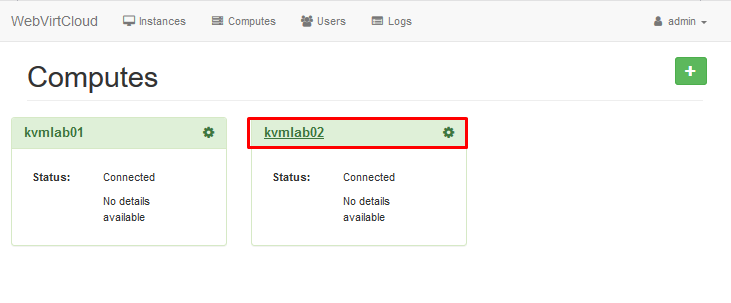 WebVirtCloud Instances Computes Users Logs admin
Computes
kvmlab01
Status: Connected
No details
available
kvmlab02
Status: Connected
No details
available